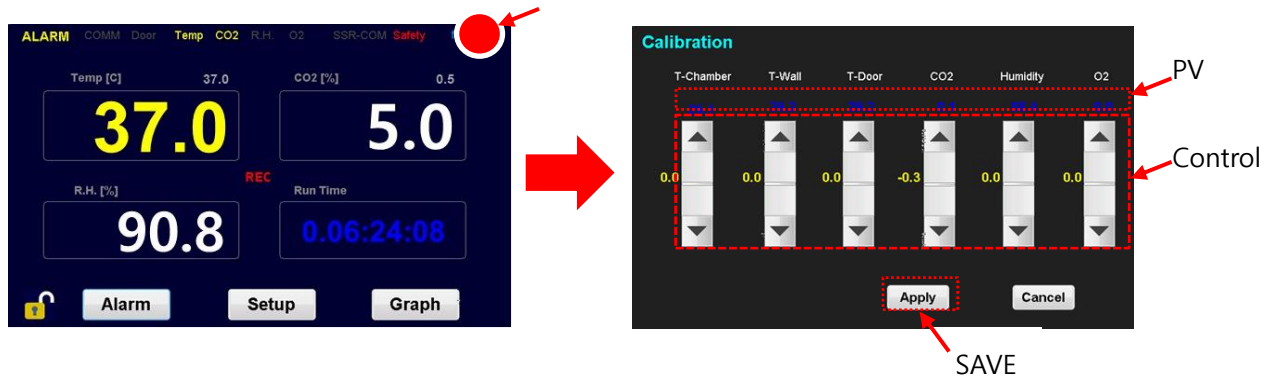 ALARM COMM Door Temp CO2 R.H. O2 SSR-COM Safety
Temp [C] 37.0
37.0
CO2 [%] 0.5
5.0
REC
R.H. [%]
90.8
Run Time
0.06:24:08
Alarm Setup Graph
Calibration
T-Chamber T-Wall T-Door CO2 Humidity O2
PV
0.0 0.0 0.0 -0.3 0.0 0.0
Control
Apply Cancel
SAVE